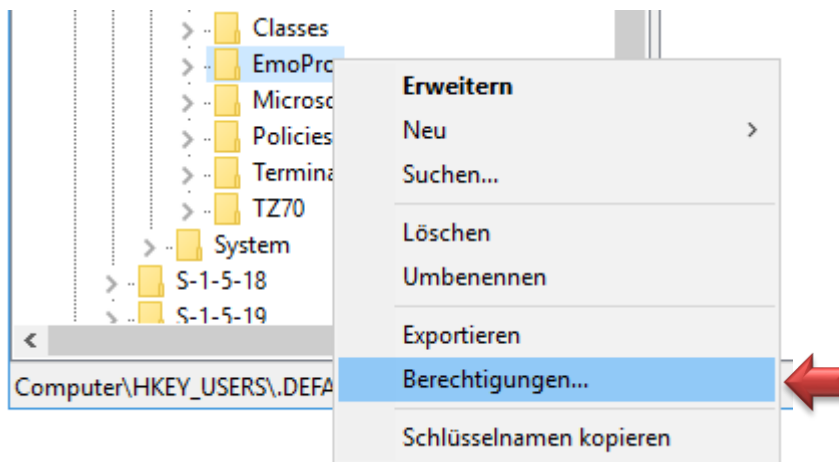 Classes
EmoPro
Microso
Policies
Termina
TZ70
System
S-1-5-18
S-1-5-19
Computer\HKEY_USERS\.DEFA
Erweitern
Neu
Suchen...
Löschen
Umbenennen
Exportieren
Berechtigungen...
Schlüsselnamen kopieren